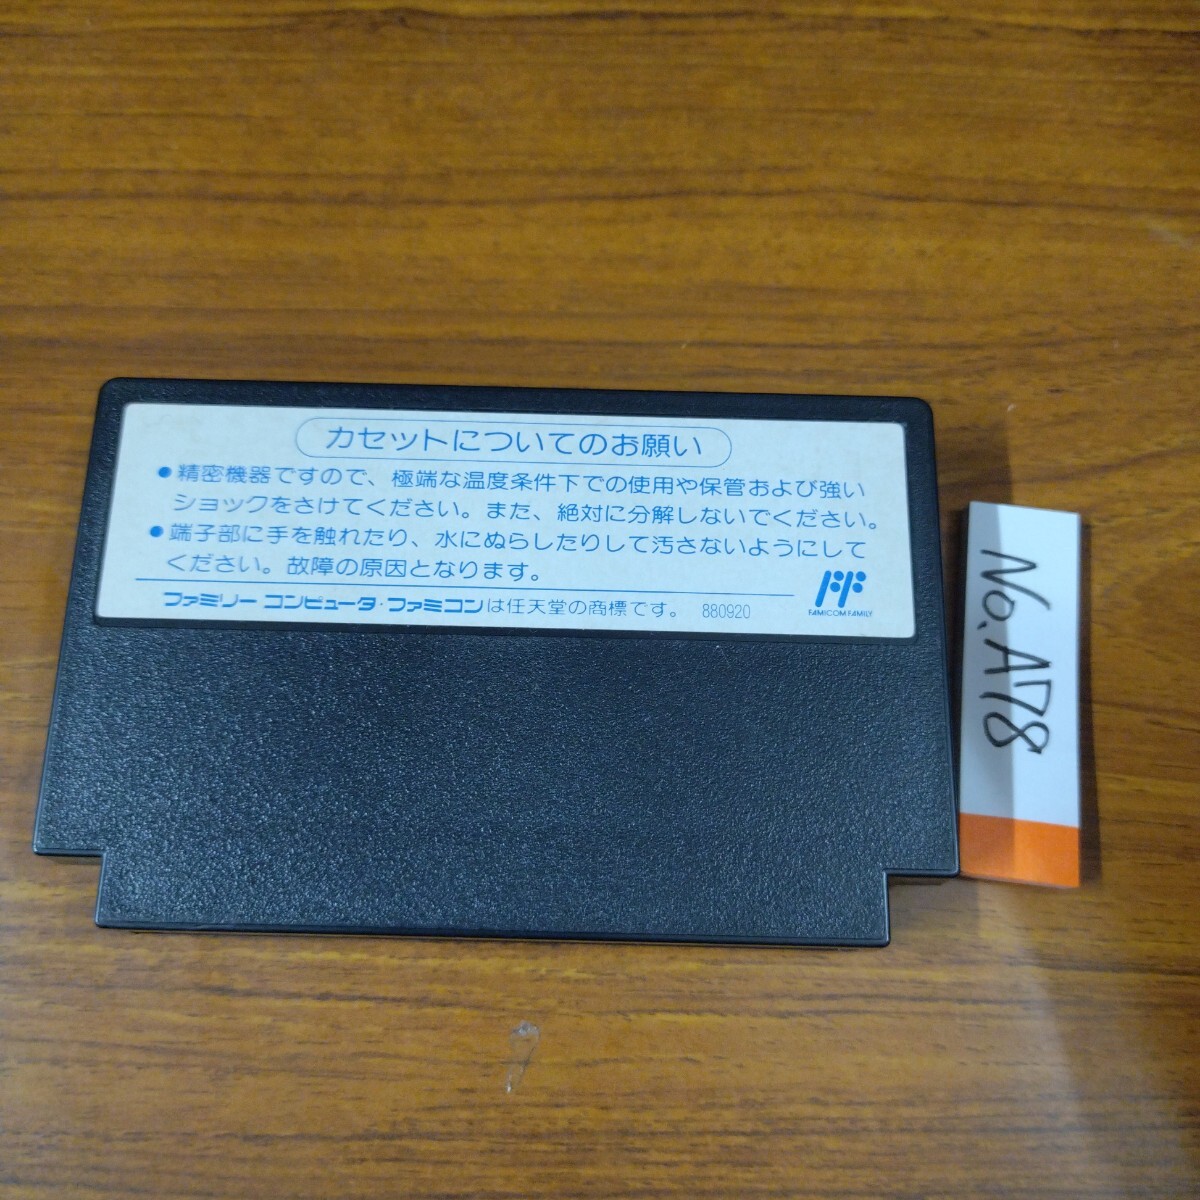 カセットについてのお願い
●精密機器ですので、極端な温度条件下での使用や保管および強い
ショックをさけてください。また、絶対に分解しないでください。
●端子部に手を触れたり、水にぬらしたりして汚さないようにして
ください。故障の原因となります。
ファミリー コンピュータ・ファミコンは任天堂の商標です。 880920
FAMICOM FAMILY
No.A78